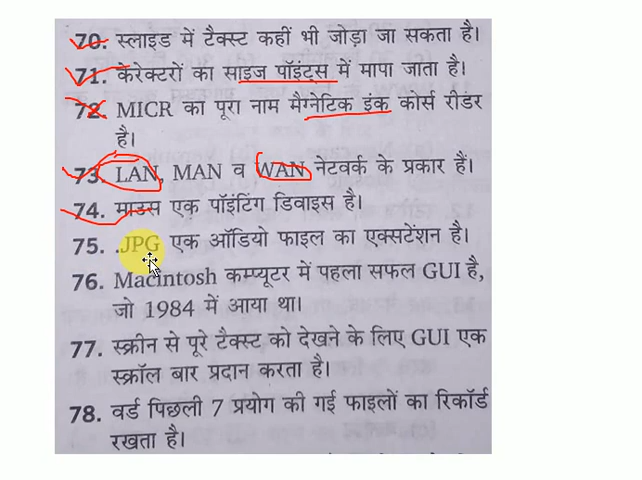 70. स्लाइड में टैक्स्ट कहीं भी जोड़ा जा सकता है।
71. कैरेक्टरों का साइज पॉइंट्स में मापा जाता है।
72. MICR का पूरा नाम मैग्नेटिक इंक कोर्स रीडर
है।
73. LAN, MAN व WAN नेटवर्क के प्रकार हैं।
74. माउस एक पॉइंटिंग डिवाइस है।
75. .JPG एक ऑडियो फाइल का एक्सटेंशन है।
76. Macintosh कम्प्यूटर में पहला सफल GUI है,
जो 1984 में आया था।
77. स्क्रीन से पूरे टैक्स्ट को देखने के लिए GUI एक
स्क्रॉल बार प्रदान करता है।
78. वर्ड पिछली 7 प्रयोग की गई फाइलों का रिकॉर्ड
रखता है।